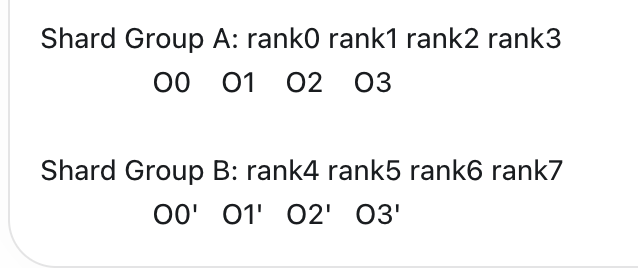 Shard Group A: rank0 rank1 rank2 rank3
O0 O1 O2 O3
Shard Group B: rank4 rank5 rank6 rank7
O0' O1' O2' O3'